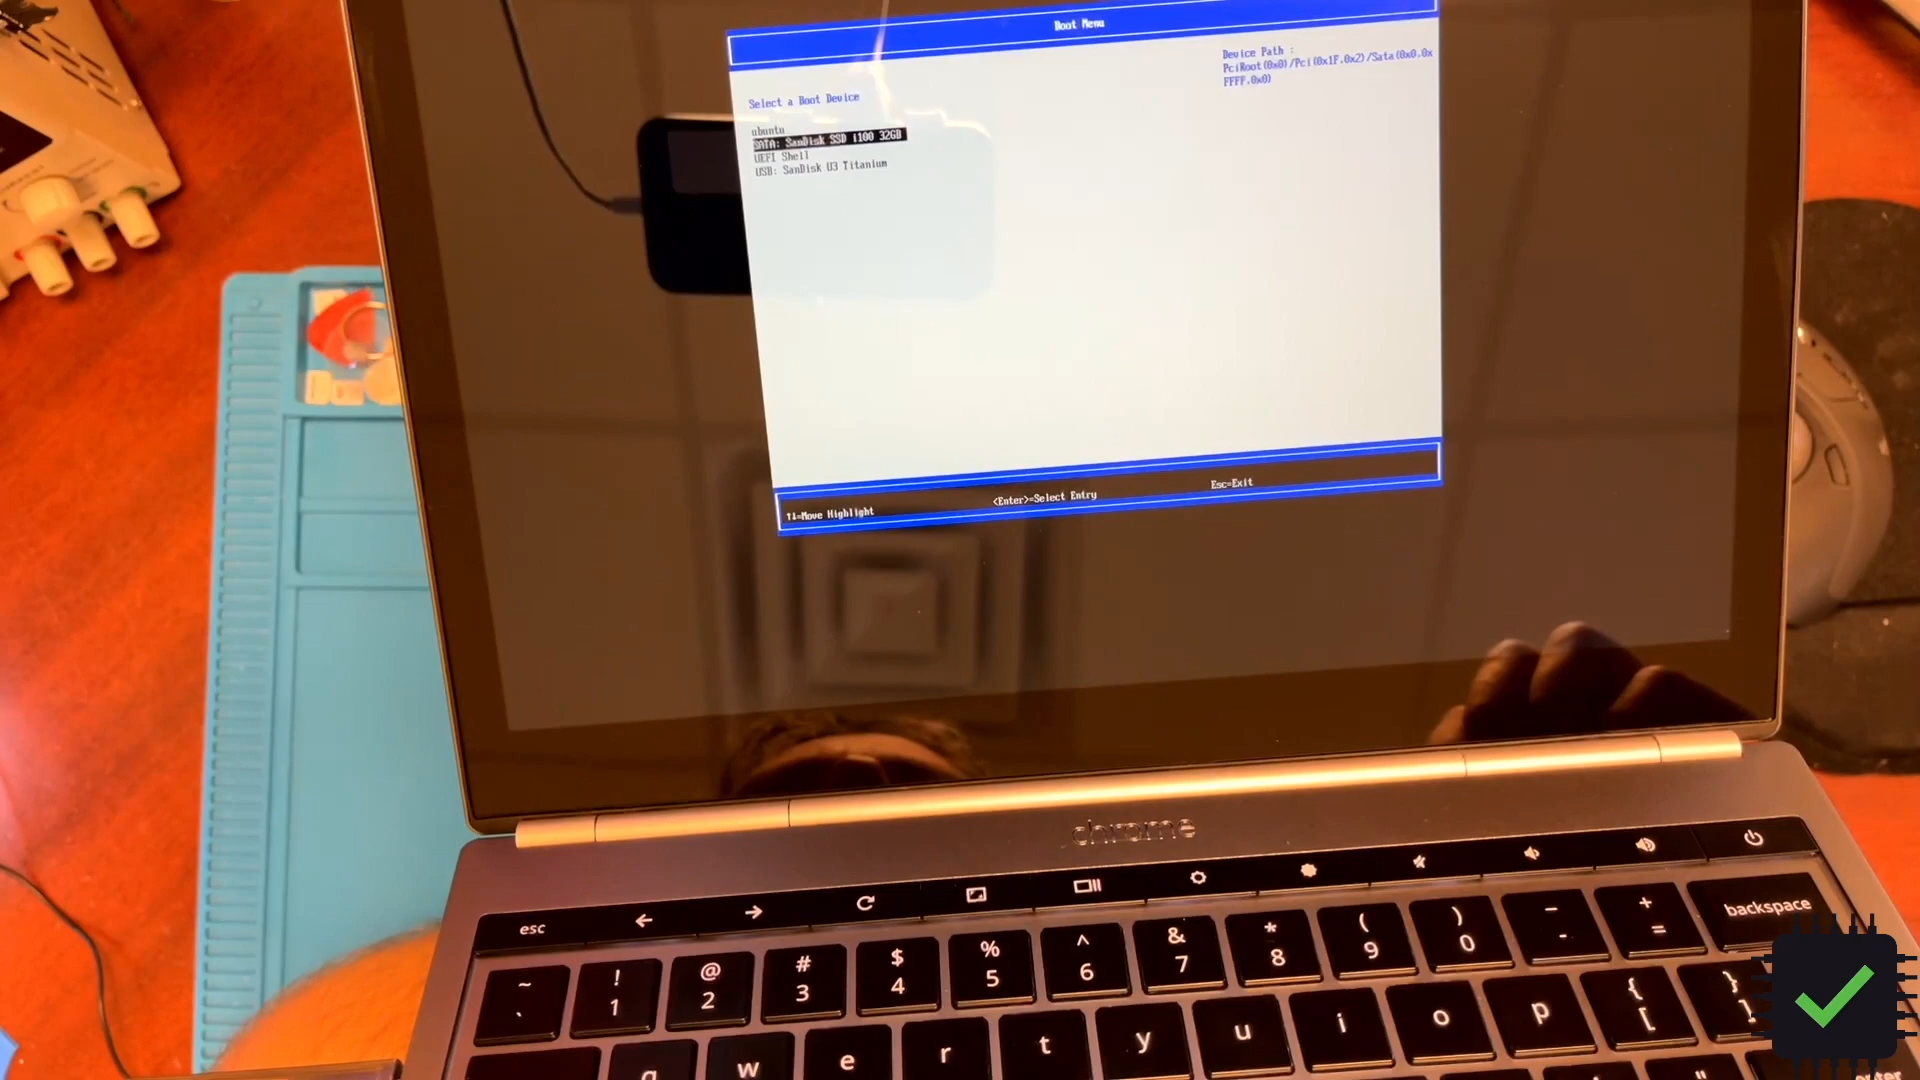 Boot Menu
Device Path :
PciRoot(0x0)/Pci(0x1F.0x2)/Sata(0x0.0x
FFFF.0x0)
Select a Boot Device
ubuntu
SATA: SanDisk SSD i100 32GB
UEFI Shell
USB: SanDisk U3 Titanium
↑↓=Move Highlight
<Enter>=Select Entry
Esc=Exit
chrome
esc
~ ! @ # $ % ^ & * ( ) _ +
` 1 2 3 4 5 6 7 8 9 0 - = backspace
q w e r t y u i o p { [ } ]
"
enter